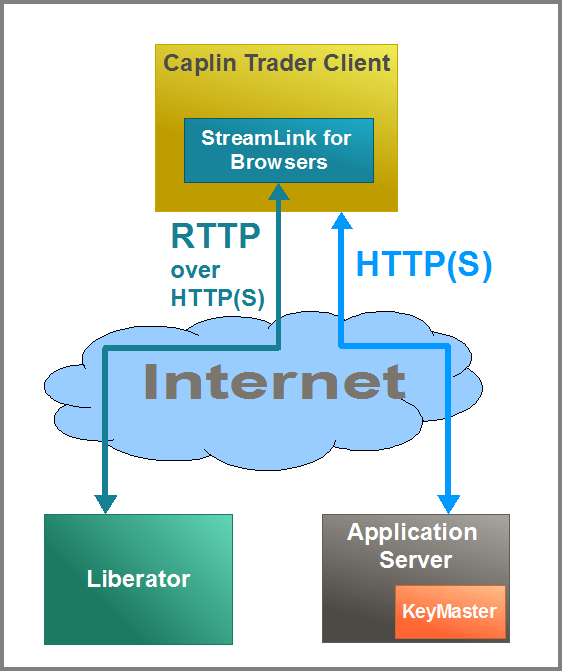 Caplin Trader Client
StreamLink for
Browsers
RTTP
over
HTTP(S)
HTTP(S)
Internet
Liberator
Application
Server
KeyMaster